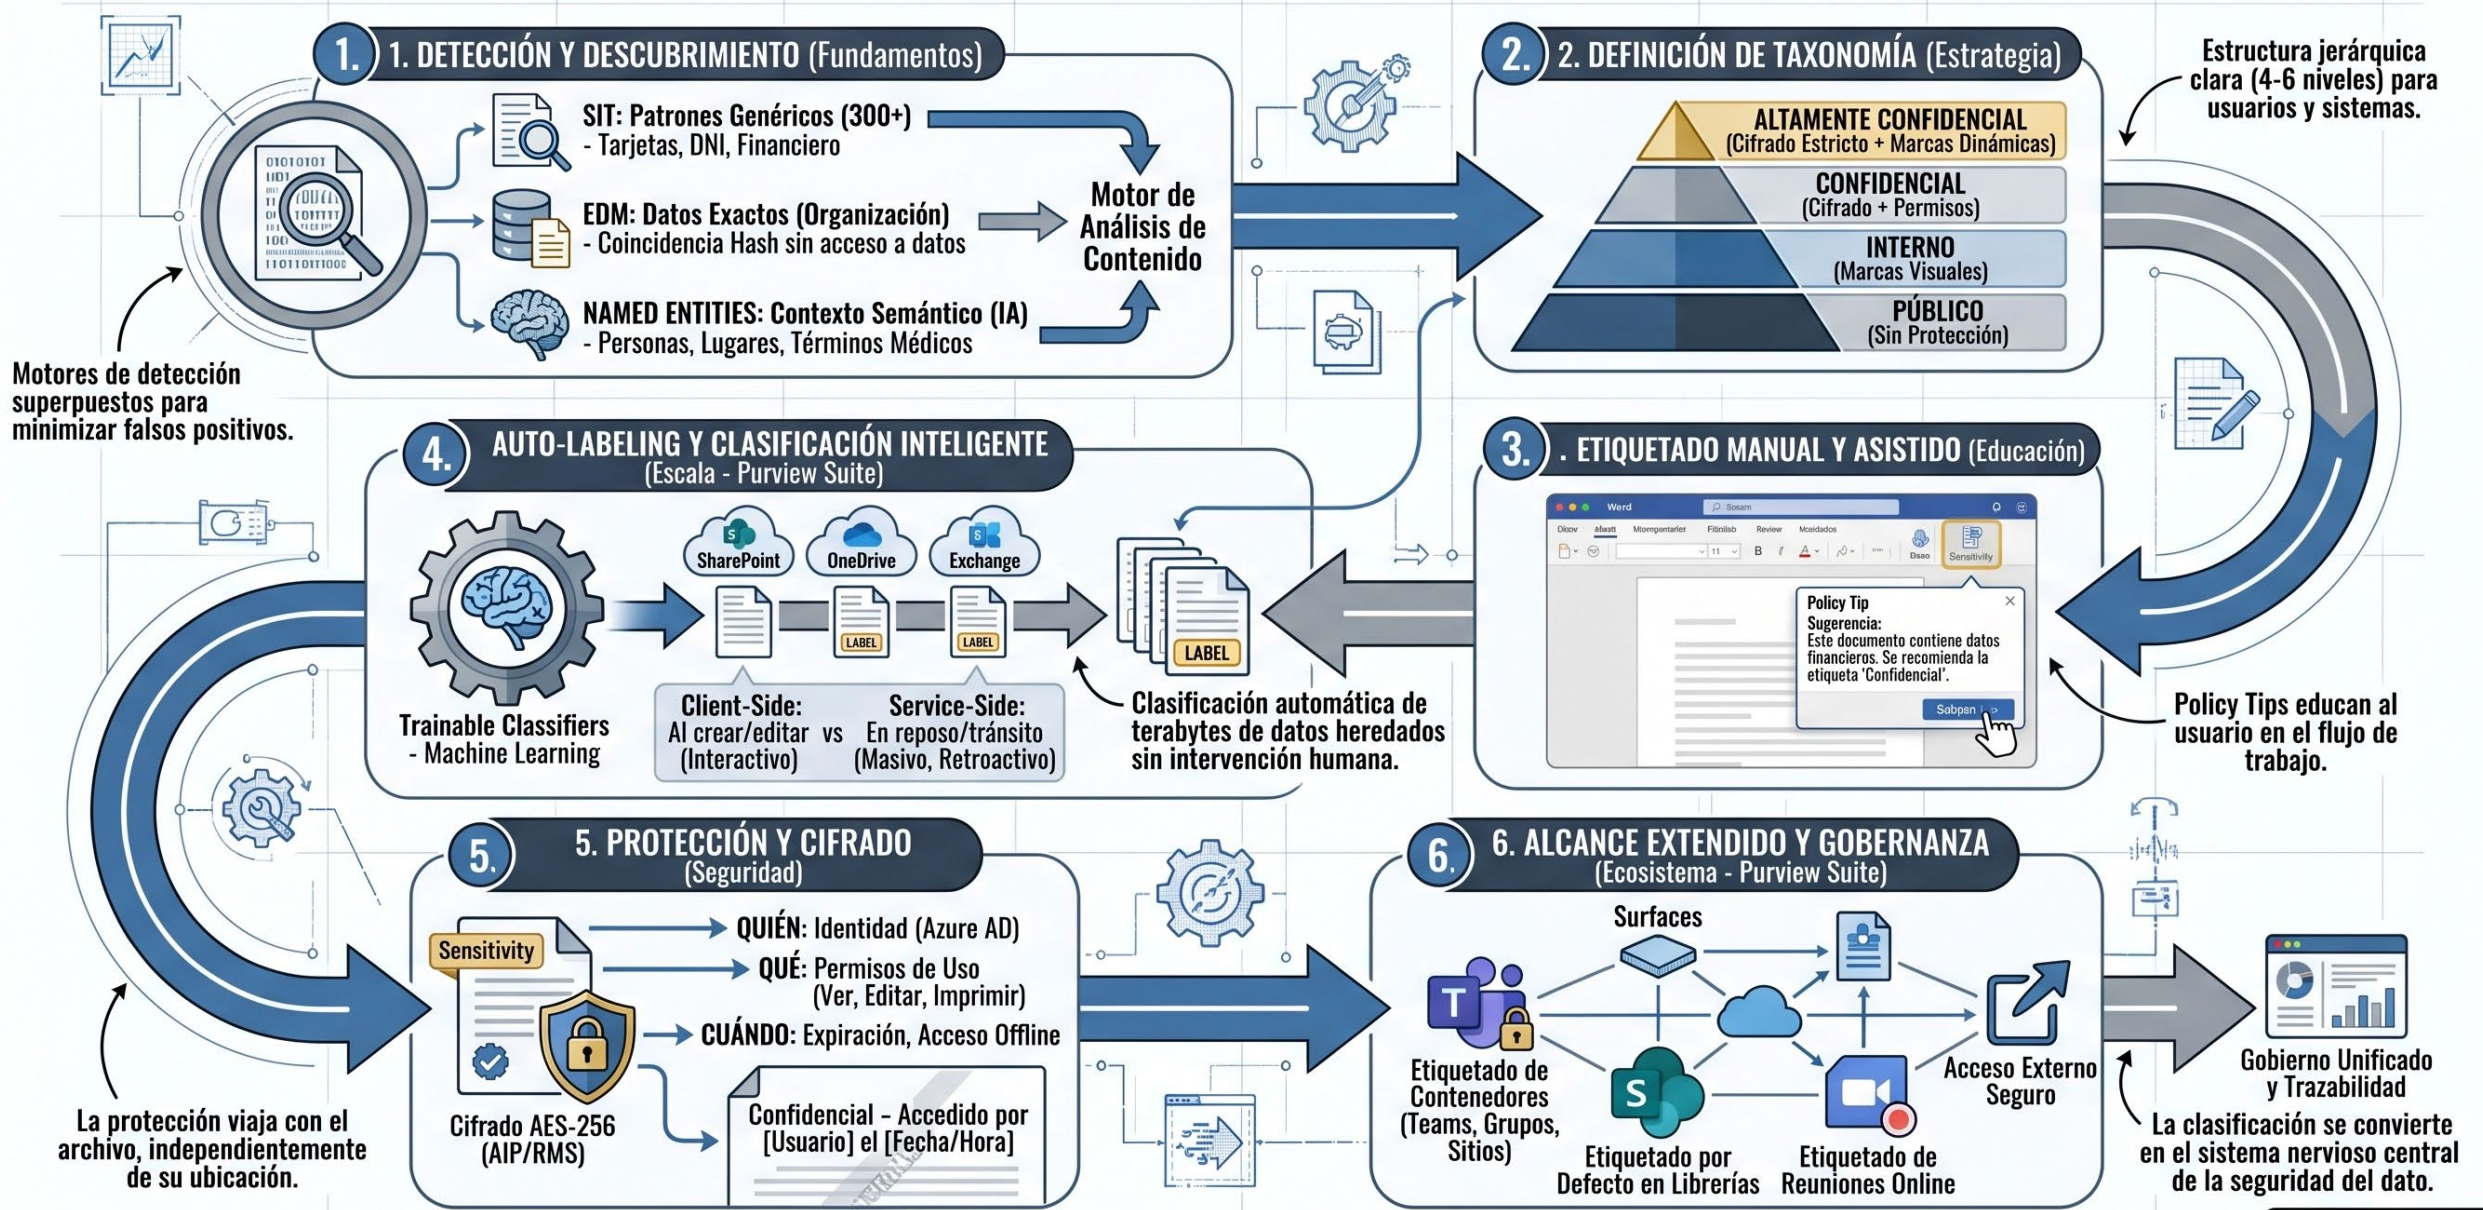 1.
1. DETECCIÓN Y DESCUBRIMIENTO (Fundamentos)
SIT: Patrones Genéricos (300+)
- Tarjetas, DNI, Financiero
EDM: Datos Exactos (Organización)
- Coincidencia Hash sin acceso a datos
NAMED ENTITIES: Contexto Semántico (IA)
- Personas, Lugares, Términos Médicos
Motor de
Análisis de
Contenido
Motores de detección
superpuestos para
minimizar falsos positivos.
2.
2. DEFINICIÓN DE TAXONOMÍA (Estrategia)
ALTAMENTE CONFIDENCIAL
(Cifrado Estricto + Marcas Dinámicas)
CONFIDENCIAL
(Cifrado + Permisos)
INTERNO
(Marcas Visuales)
PÚBLICO
(Sin Protección)
Estructura jerárquica
clara (4-6 niveles) para
usuarios y sistemas.
3.
. ETIQUETADO MANUAL Y ASISTIDO (Educación)
Werd
Sosarn
Review
11
B
A
Sensitivity
Policy Tip
Sugerencia:
Este documento contiene datos
financieros. Se recomienda la
etiqueta 'Confidencial'.
Policy Tips educan al
usuario en el flujo de
trabajo.
4.
AUTO-LABELING Y CLASIFICACIÓN INTELIGENTE
(Escala - Purview Suite)
Trainable Classifiers
- Machine Learning
S
SharePoint
OneDrive
Exchange
LABEL
LABEL
LABEL
Client-Side:
Al crear/editar
(Interactivo)
vs
Service-Side:
En reposo/tránsito
(Masivo, Retroactivo)
Clasificación automática de
terabytes de datos heredados
sin intervención humana.
5.
5. PROTECCIÓN Y CIFRADO
(Seguridad)
Sensitivity
Cifrado AES-256
(AIP/RMS)
QUIÉN: Identidad (Azure AD)
QUÉ: Permisos de Uso
(Ver, Editar, Imprimir)
CUÁNDO: Expiración, Acceso Offline
Confidencial – Accedido por
[Usuario] el [Fecha/Hora]
La protección viaja con el
archivo, independientemente
de su ubicación.
6.
6. ALCANCE EXTENDIDO Y GOBERNANZA
(Ecosistema - Purview Suite)
Surfaces
T
Etiquetado de
Contenedores
(Teams, Grupos,
Sitios)
S
Etiquetado por
Defecto en Librerías
Etiquetado de
Reuniones Online
Acceso Externo
Seguro
Gobierno Unificado
y Trazabilidad
La clasificación se convierte
en el sistema nervioso central
de la seguridad del dato.